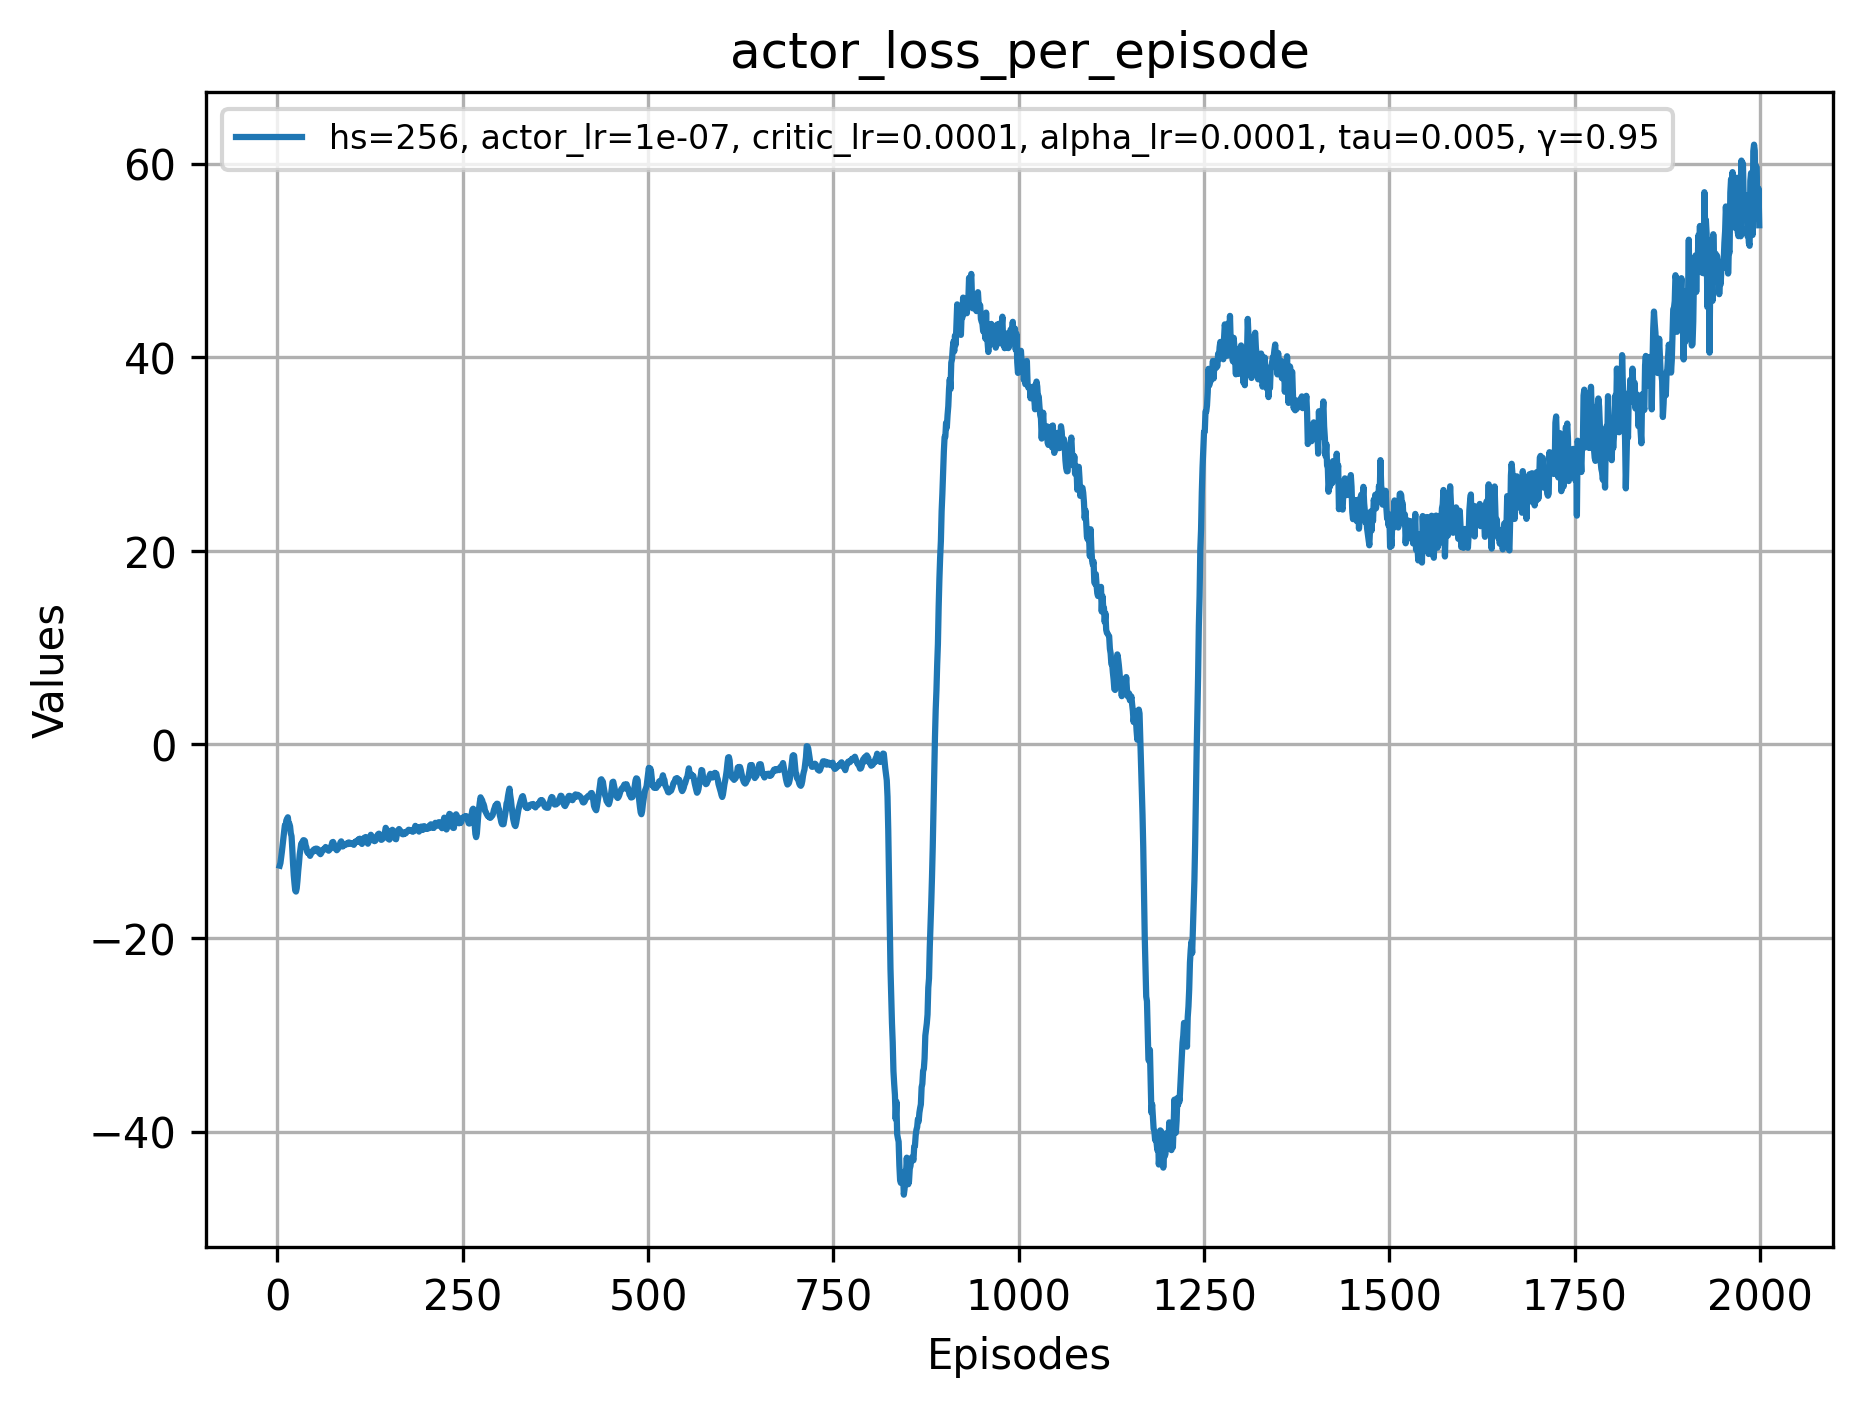 actor_loss_per_episode
hs=256, actor_lr=1e-07, critic_lr=0.0001, alpha_lr=0.0001, tau=0.005, γ=0.95
60
40
20
0
−20
−40
Values
0 250 500 750 1000 1250 1500 1750 2000
Episodes